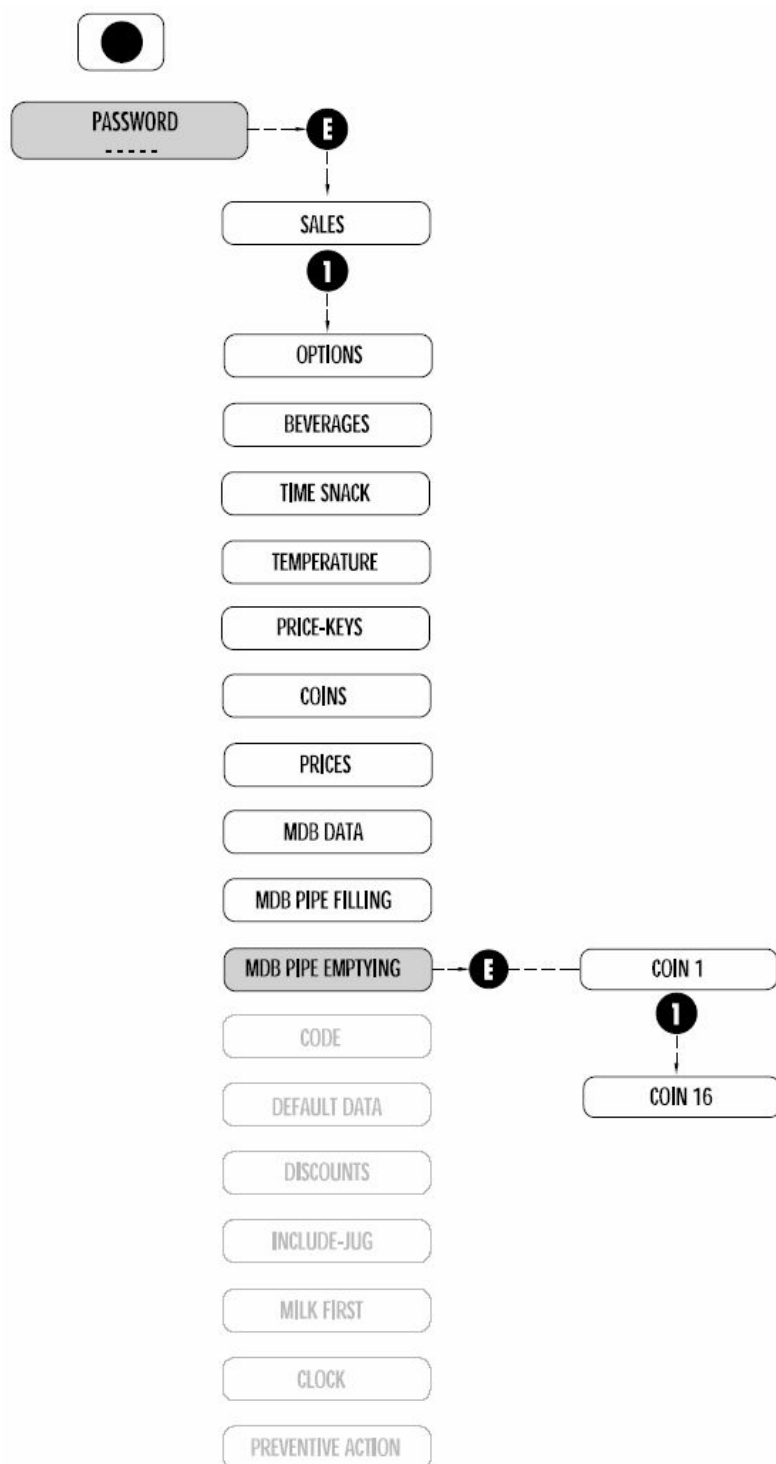 PASSWORD
-----
E
SALES
1
OPTIONS
BEVERAGES
TIME SNACK
TEMPERATURE
PRICE-KEYS
COINS
PRICES
MDB DATA
MDB PIPE FILLING
MDB PIPE EMPTYING E COIN 1
1
CODE
DEFAULT DATA COIN 16
DISCOUNTS
INCLUDE-JUG
MILK FIRST
CLOCK
PREVENTIVE ACTION